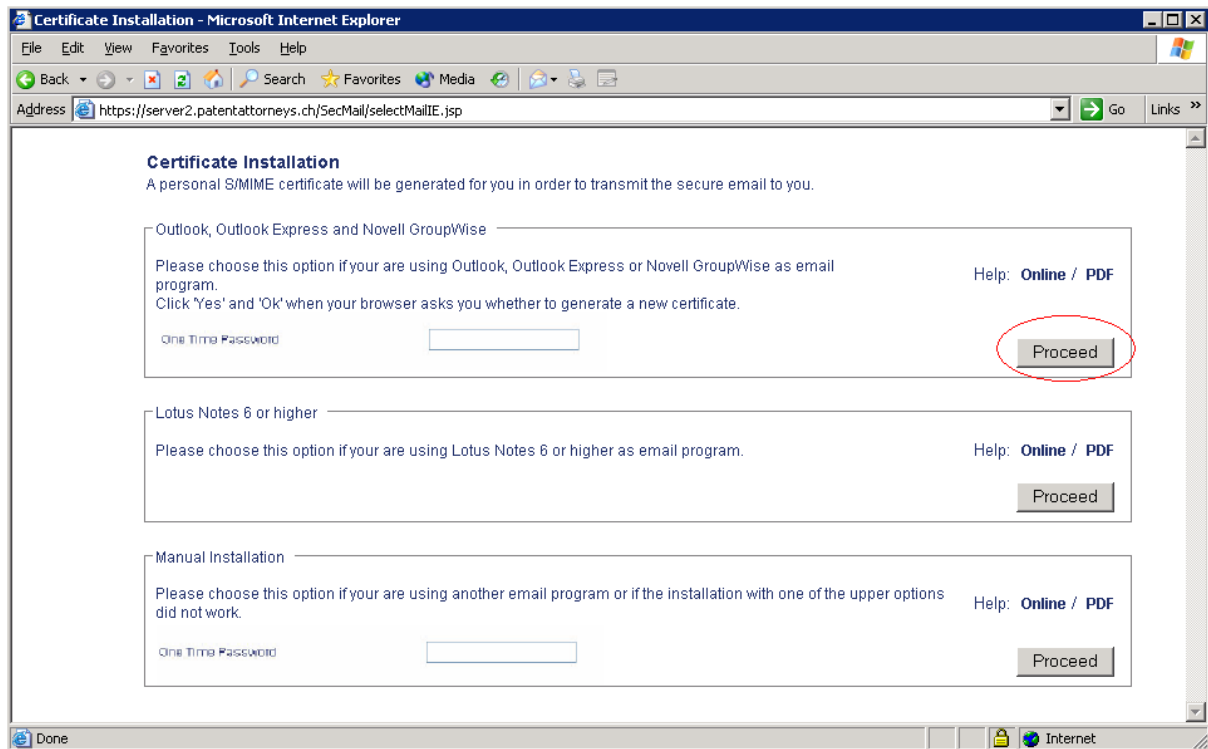 Certificate Installation - Microsoft Internet Explorer
File Edit View Favorites Tools Help
Back Search Favorites Media
Address https://server2.patentattorneys.ch/SecMail/selectMailIE.jsp Go Links »
Certificate Installation
A personal S/MIME certificate will be generated for you in order to transmit the secure email to you.
Outlook, Outlook Express and Novell GroupWise
Please choose this option if your are using Outlook, Outlook Express or Novell GroupWise as email
program.
Help: Online / PDF
Click 'Yes' and 'Ok' when your browser asks you whether to generate a new certificate.
One Time Password
Proceed
Lotus Notes 6 or higher
Please choose this option if your are using Lotus Notes 6 or higher as email program. Help: Online / PDF
Proceed
Manual Installation
Please choose this option if your are using another email program or if the installation with one of the upper options
did not work.
Help: Online / PDF
One Time Password
Proceed
Done Internet